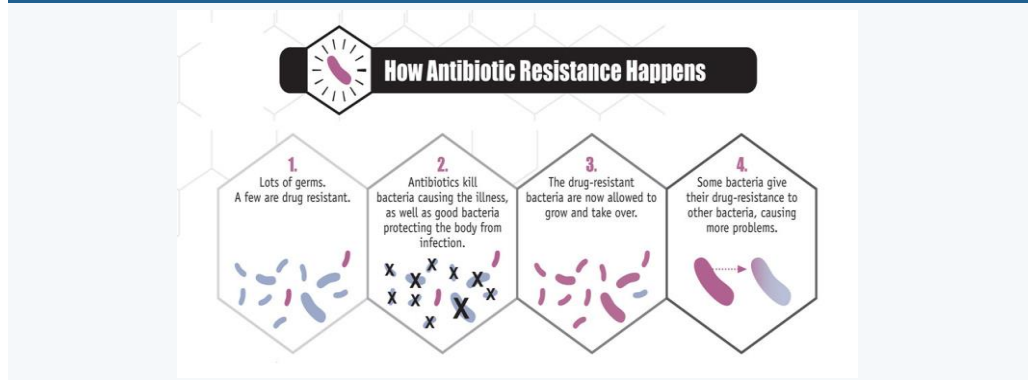 How Antibiotic Resistance Happens
1.
Lots of germs.
A few are drug resistant.
2.
Antibiotics kill
bacteria causing the illness,
as well as good bacteria
protecting the body from
infection.
X X X X X X X X X X
3.
The drug-resistant
bacteria are now allowed to
grow and take over.
4.
Some bacteria give
their drug-resistance to
other bacteria, causing
more problems.